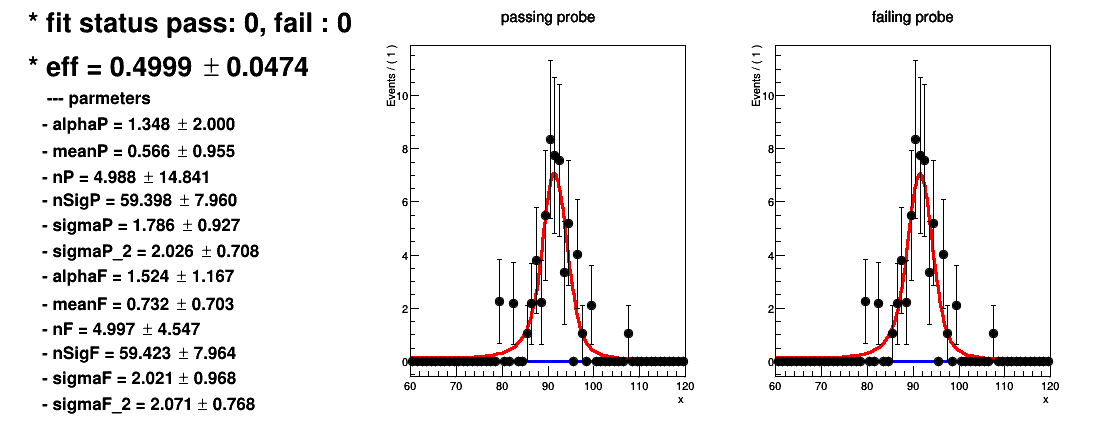 * fit status pass: 0, fail : 0
* eff = 0.4999 ± 0.0474
--- parmeters
- alphaP = 1.348 ± 2.000
- meanP = 0.566 ± 0.955
- nP = 4.988 ± 14.841
- nSigP = 59.398 ± 7.960
- sigmaP = 1.786 ± 0.927
- sigmaP_2 = 2.026 ± 0.708
- alphaF = 1.524 ± 1.167
- meanF = 0.732 ± 0.703
- nF = 4.997 ± 4.547
- nSigF = 59.423 ± 7.964
- sigmaF = 2.021 ± 0.968
- sigmaF_2 = 2.071 ± 0.768
passing probe
Events / ( 1 )
10
8
6
4
2
0
60 70 80 90 100 110 120
x
failing probe
Events / ( 1 )
10
8
6
4
2
0
60 70 80 90 100 110 120
x